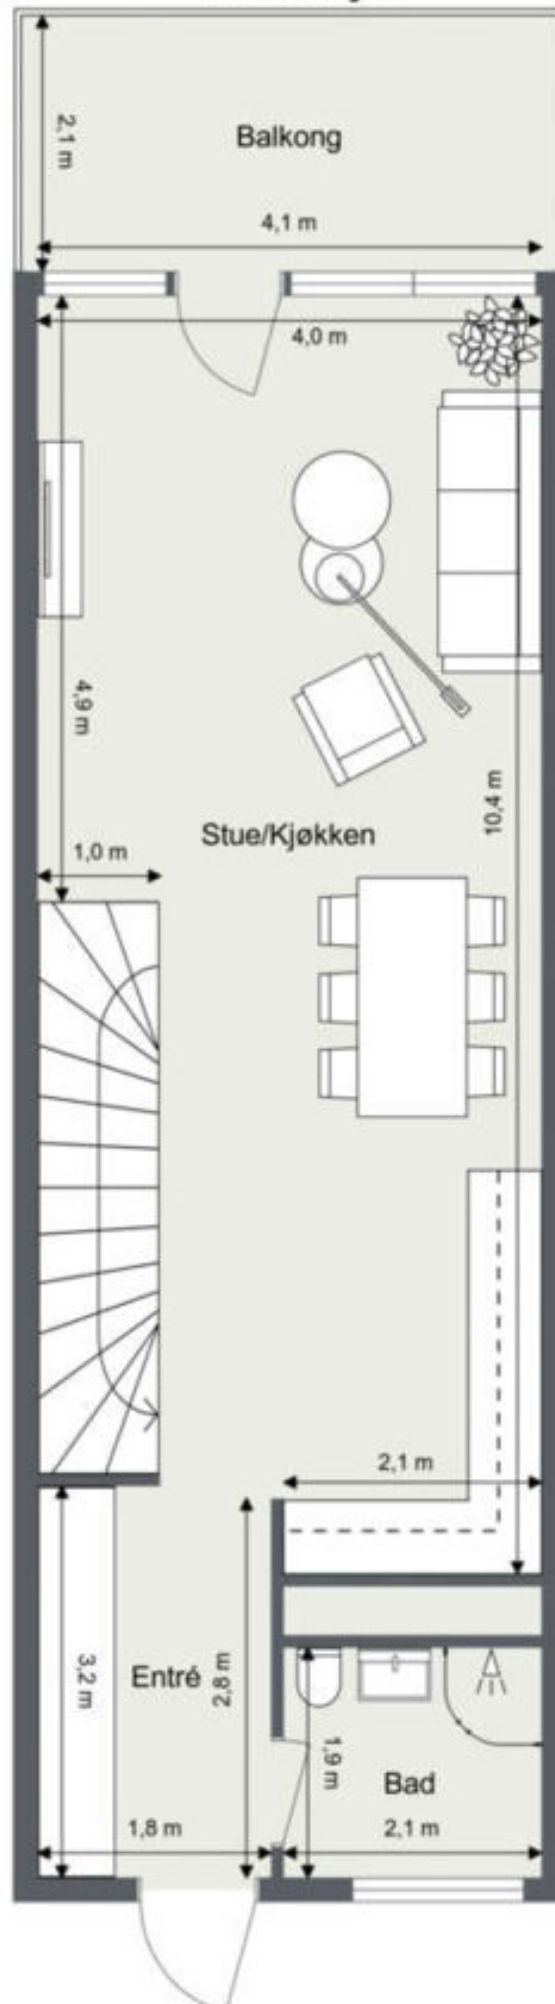 Balkong
2,1 m
4,1 m
4,0 m
4,9 m
10,4 m
Stue/Kjøkken
1,0 m
2,1 m
3,2 m
Entré
2,8 m
1,9 m
Bad
1,8 m
2,1 m